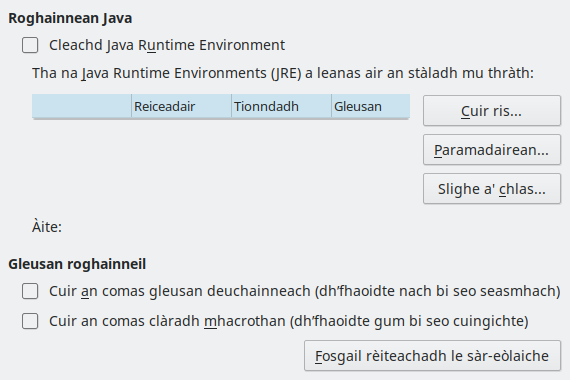 Roghainnean Java
Cleachd Java Runtime Environment
Tha na Java Runtime Environments (JRE) a leanas air an stàladh mu thràth:
Reiceadair Tionndadh Gleusan
Cuir ris...
Paramadairean...
Slighe a' chlas...
Àite:
Gleusan roghainneil
Cuir an comas gleusan deuchainneach (dh'fhaoidte nach bi seo seasmhach)
Cuir an comas clàradh mhacrothan (dh'fhaoidte gum bi seo cuingichte)
Fosgail rèiteachadh le sàr-eòlaiche